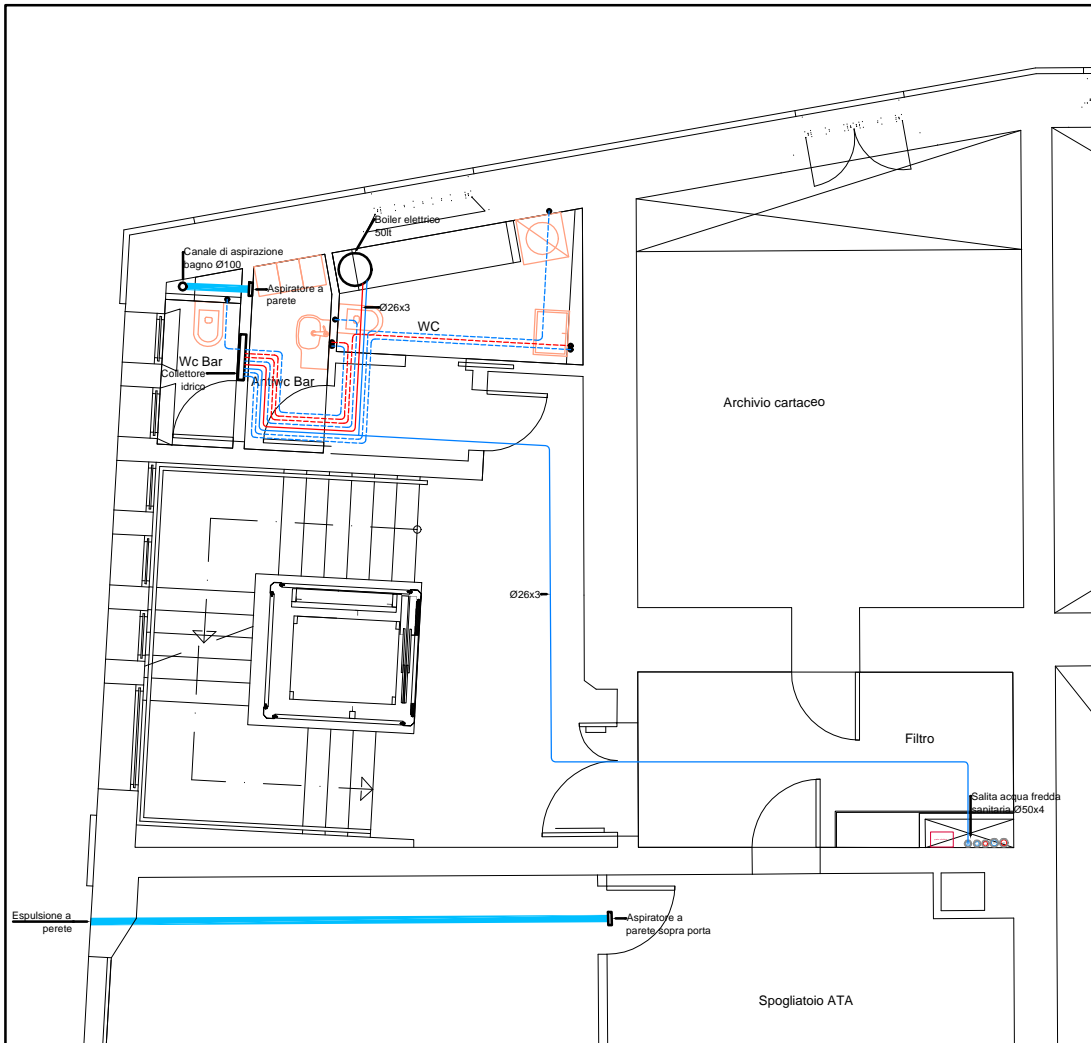 Boiler elettrico
50lt
Canale di aspirazione
bagno Ø100
Aspiratore a
parete
Ø26x3
WC
Wc Bar
Collettore
idrico
Antiwc Bar
Archivio cartaceo
Ø26x3
Filtro
Salita acqua fredda
sanitaria Ø50x4
Espulsione a
perete
Aspiratore a
parete sopra porta
Spogliatoio ATA